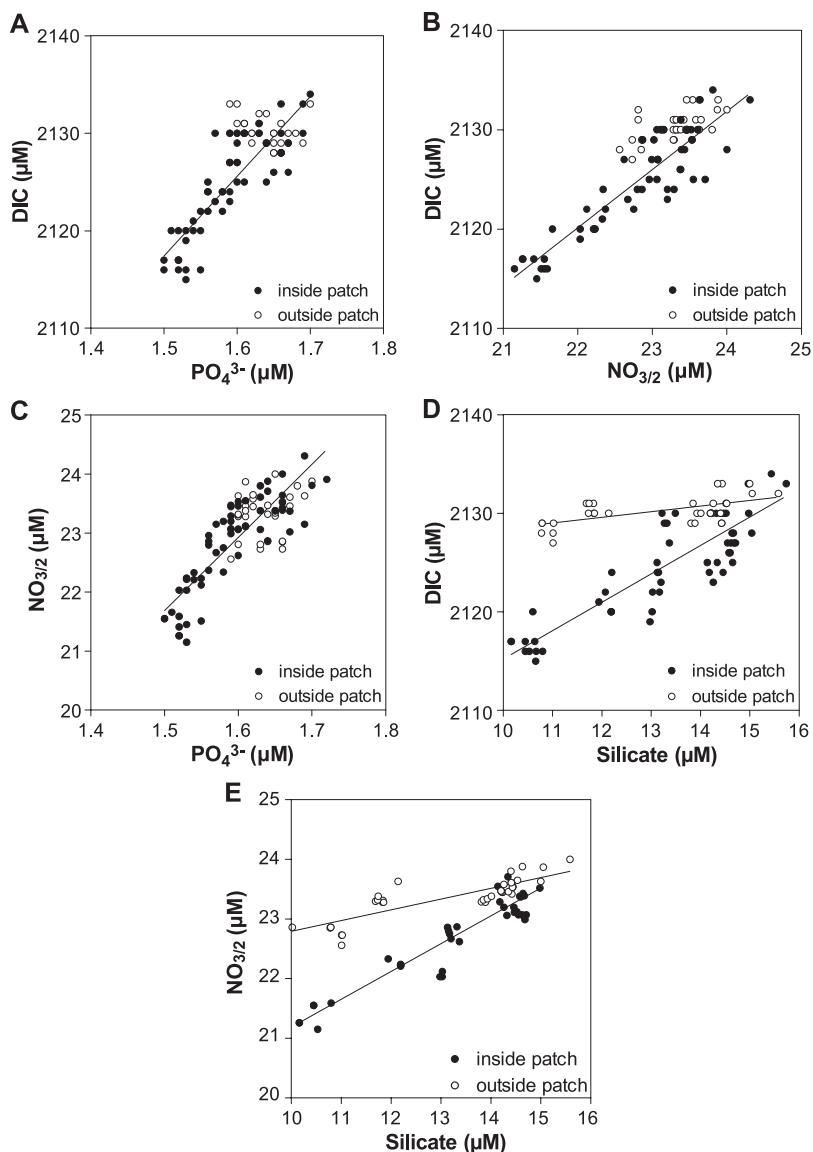 A
2140
2130
2120
2110
DIC (µM)
1.4 1.5 1.6 1.7 1.8
PO₄³⁻ (µM)
inside patch
outside patch
B
2140
2130
2120
2110
DIC (µM)
21 22 23 24 25
NO₃/₂ (µM)
inside patch
outside patch
C
25
24
23
22
21
20
NO₃/₂ (µM)
1.4 1.5 1.6 1.7 1.8
PO₄³⁻ (µM)
inside patch
outside patch
D
2140
2130
2120
2110
DIC (µM)
10 11 12 13 14 15 16
Silicate (µM)
inside patch
outside patch
E
25
24
23
22
21
20
NO₃/₂ (µM)
10 11 12 13 14 15 16
Silicate (µM)
inside patch
outside patch